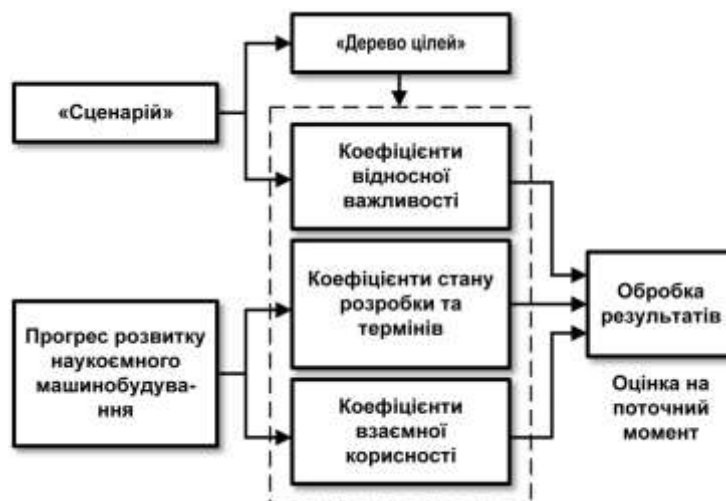 «Дерево цілей»
«Сценарій»
Коефіцієнти
відносної
важливості
Коефіцієнти стану
розробки та
термінів
Прогрес розвитку
наукоємного
машинобудува-
ння
Коефіцієнти
взаємної
корисності
Обробка
результатів
Оцінка на
поточний
момент